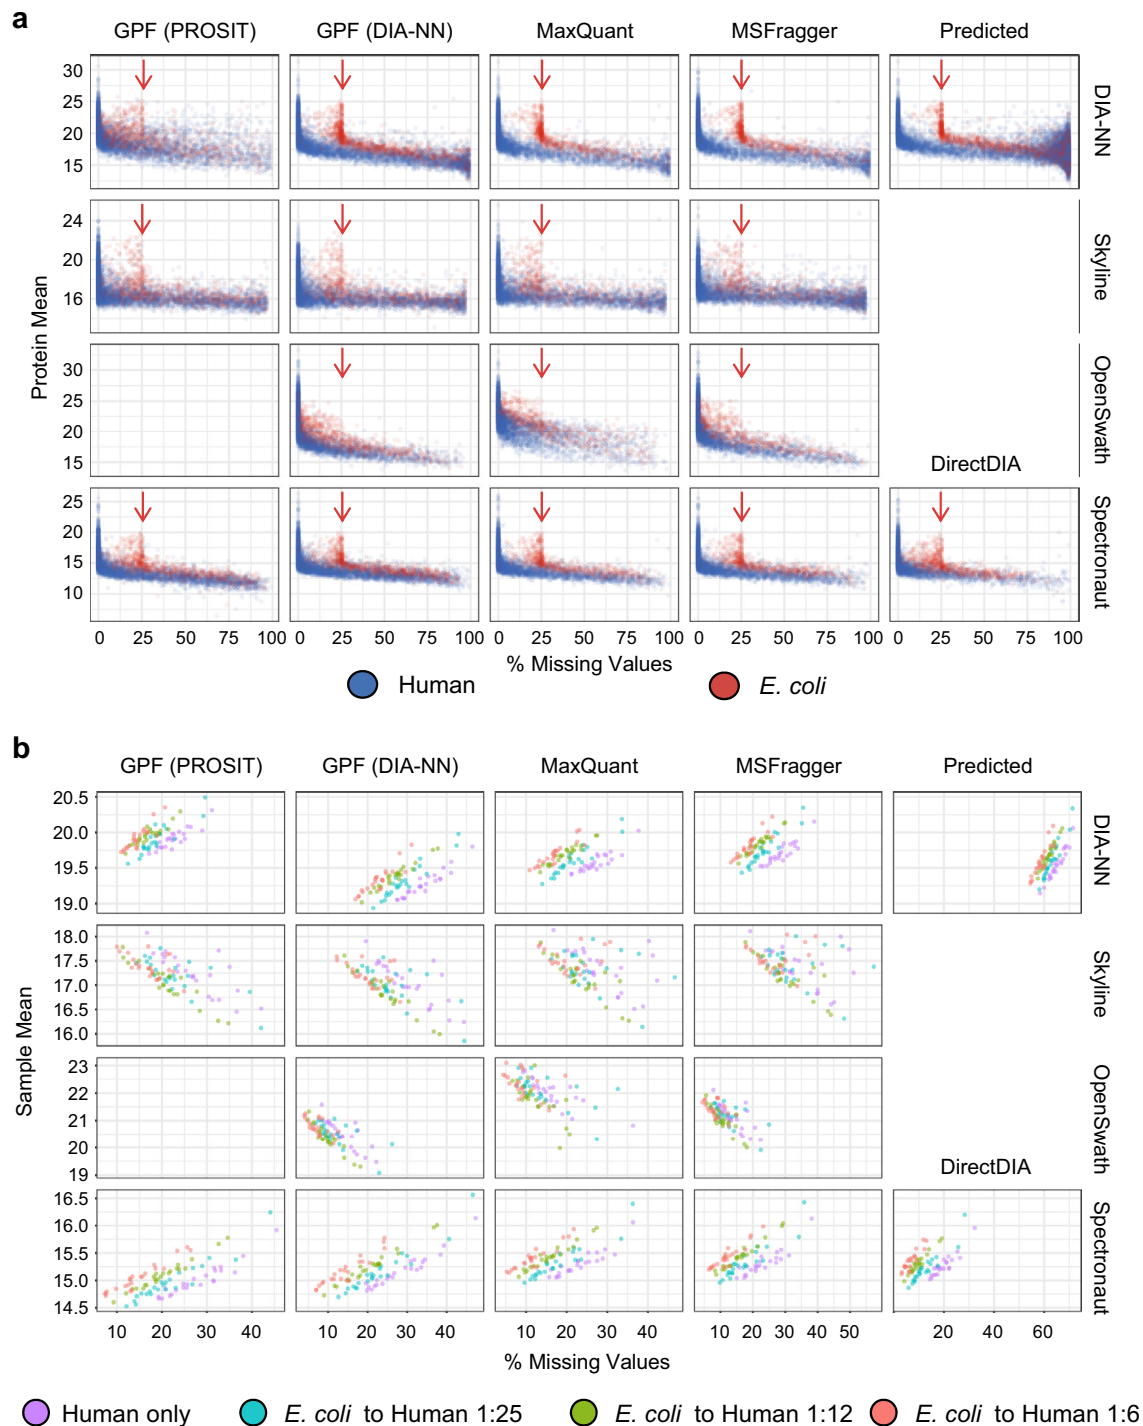 a
GPF (PROSIT) GPF (DIA-NN) MaxQuant MSFragger Predicted
30
25
20
15
DIA-NN
24
20
16
Skyline
Protein Mean
30
25
20
15
OpenSwath
DirectDIA
25
20
15
10
Spectronaut
0 25 50 75 100 0 25 50 75 100 0 25 50 75 100 0 25 50 75 100 0 25 50 75 100
% Missing Values
Human E. coli
b
GPF (PROSIT) GPF (DIA-NN) MaxQuant MSFragger Predicted
20.5
20.0
19.5
19.0
DIA-NN
18.0
17.5
17.0
16.5
16.0
Skyline
Sample Mean
23
22
21
20
19
OpenSwath
DirectDIA
16.5
16.0
15.5
15.0
14.5
Spectronaut
10 20 30 40 10 20 30 40 10 20 30 40 10 20 30 40 50 20 40 60
% Missing Values
Human only E. coli to Human 1:25 E. coli to Human 1:12 E. coli to Human 1:6